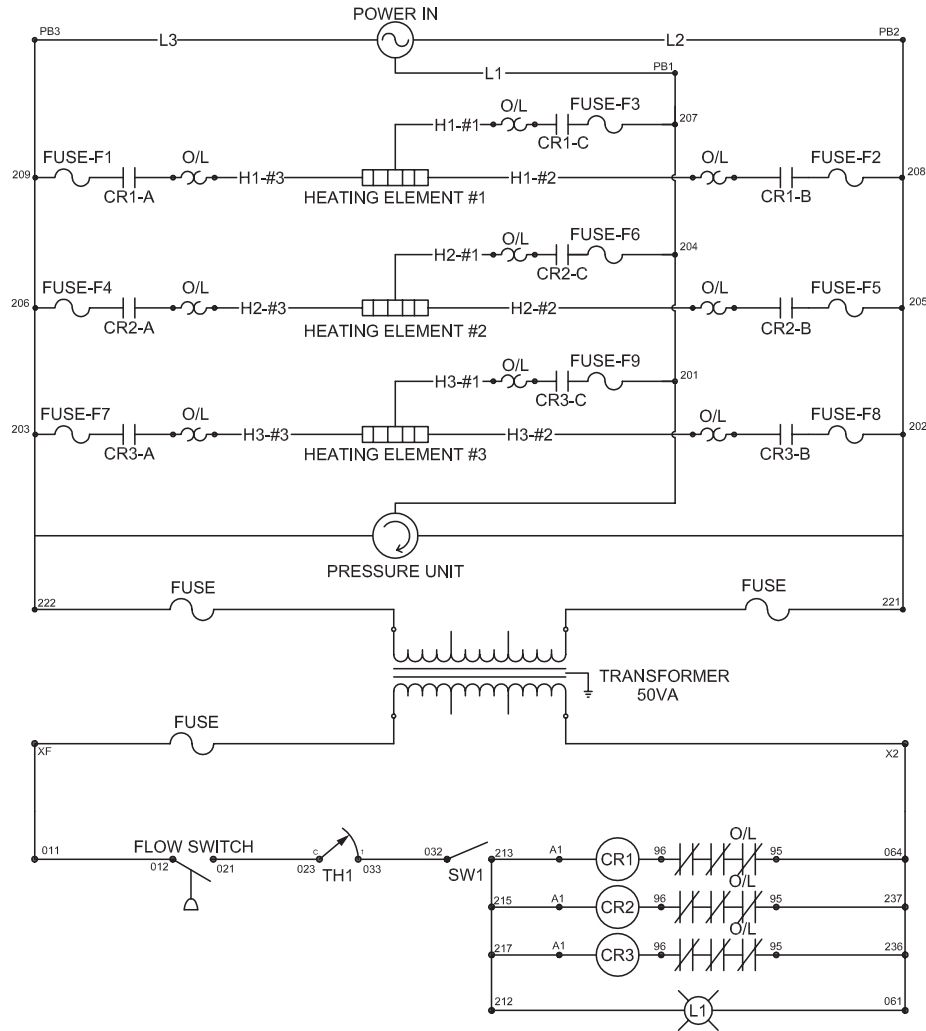 POWER IN
PB3 L3 L2 PB2
L1 PB1
O/L FUSE-F3
H1-#1 207
CR1-C
FUSE-F1 O/L O/L FUSE-F2
209 H1-#3 H1-#2 208
CR1-A HEATING ELEMENT #1 CR1-B
O/L FUSE-F6
H2-#1 204
CR2-C
FUSE-F4 O/L O/L FUSE-F5
206 H2-#3 H2-#2 205
CR2-A HEATING ELEMENT #2 CR2-B
O/L FUSE-F9
H3-#1 201
CR3-C
FUSE-F7 O/L O/L FUSE-F8
203 H3-#3 H3-#2 202
CR3-A HEATING ELEMENT #3 CR3-B
PRESSURE UNIT
FUSE FUSE
222 221
TRANSFORMER
50VA
FUSE
XF X2
O/L
011 FLOW SWITCH C 1 032 213 A1 CR1 96 95 064
012 021 023 TH1 033 SW1
O/L
215 A1 CR2 96 95 237
O/L
217 A1 CR3 96 95 236
212 L1 061